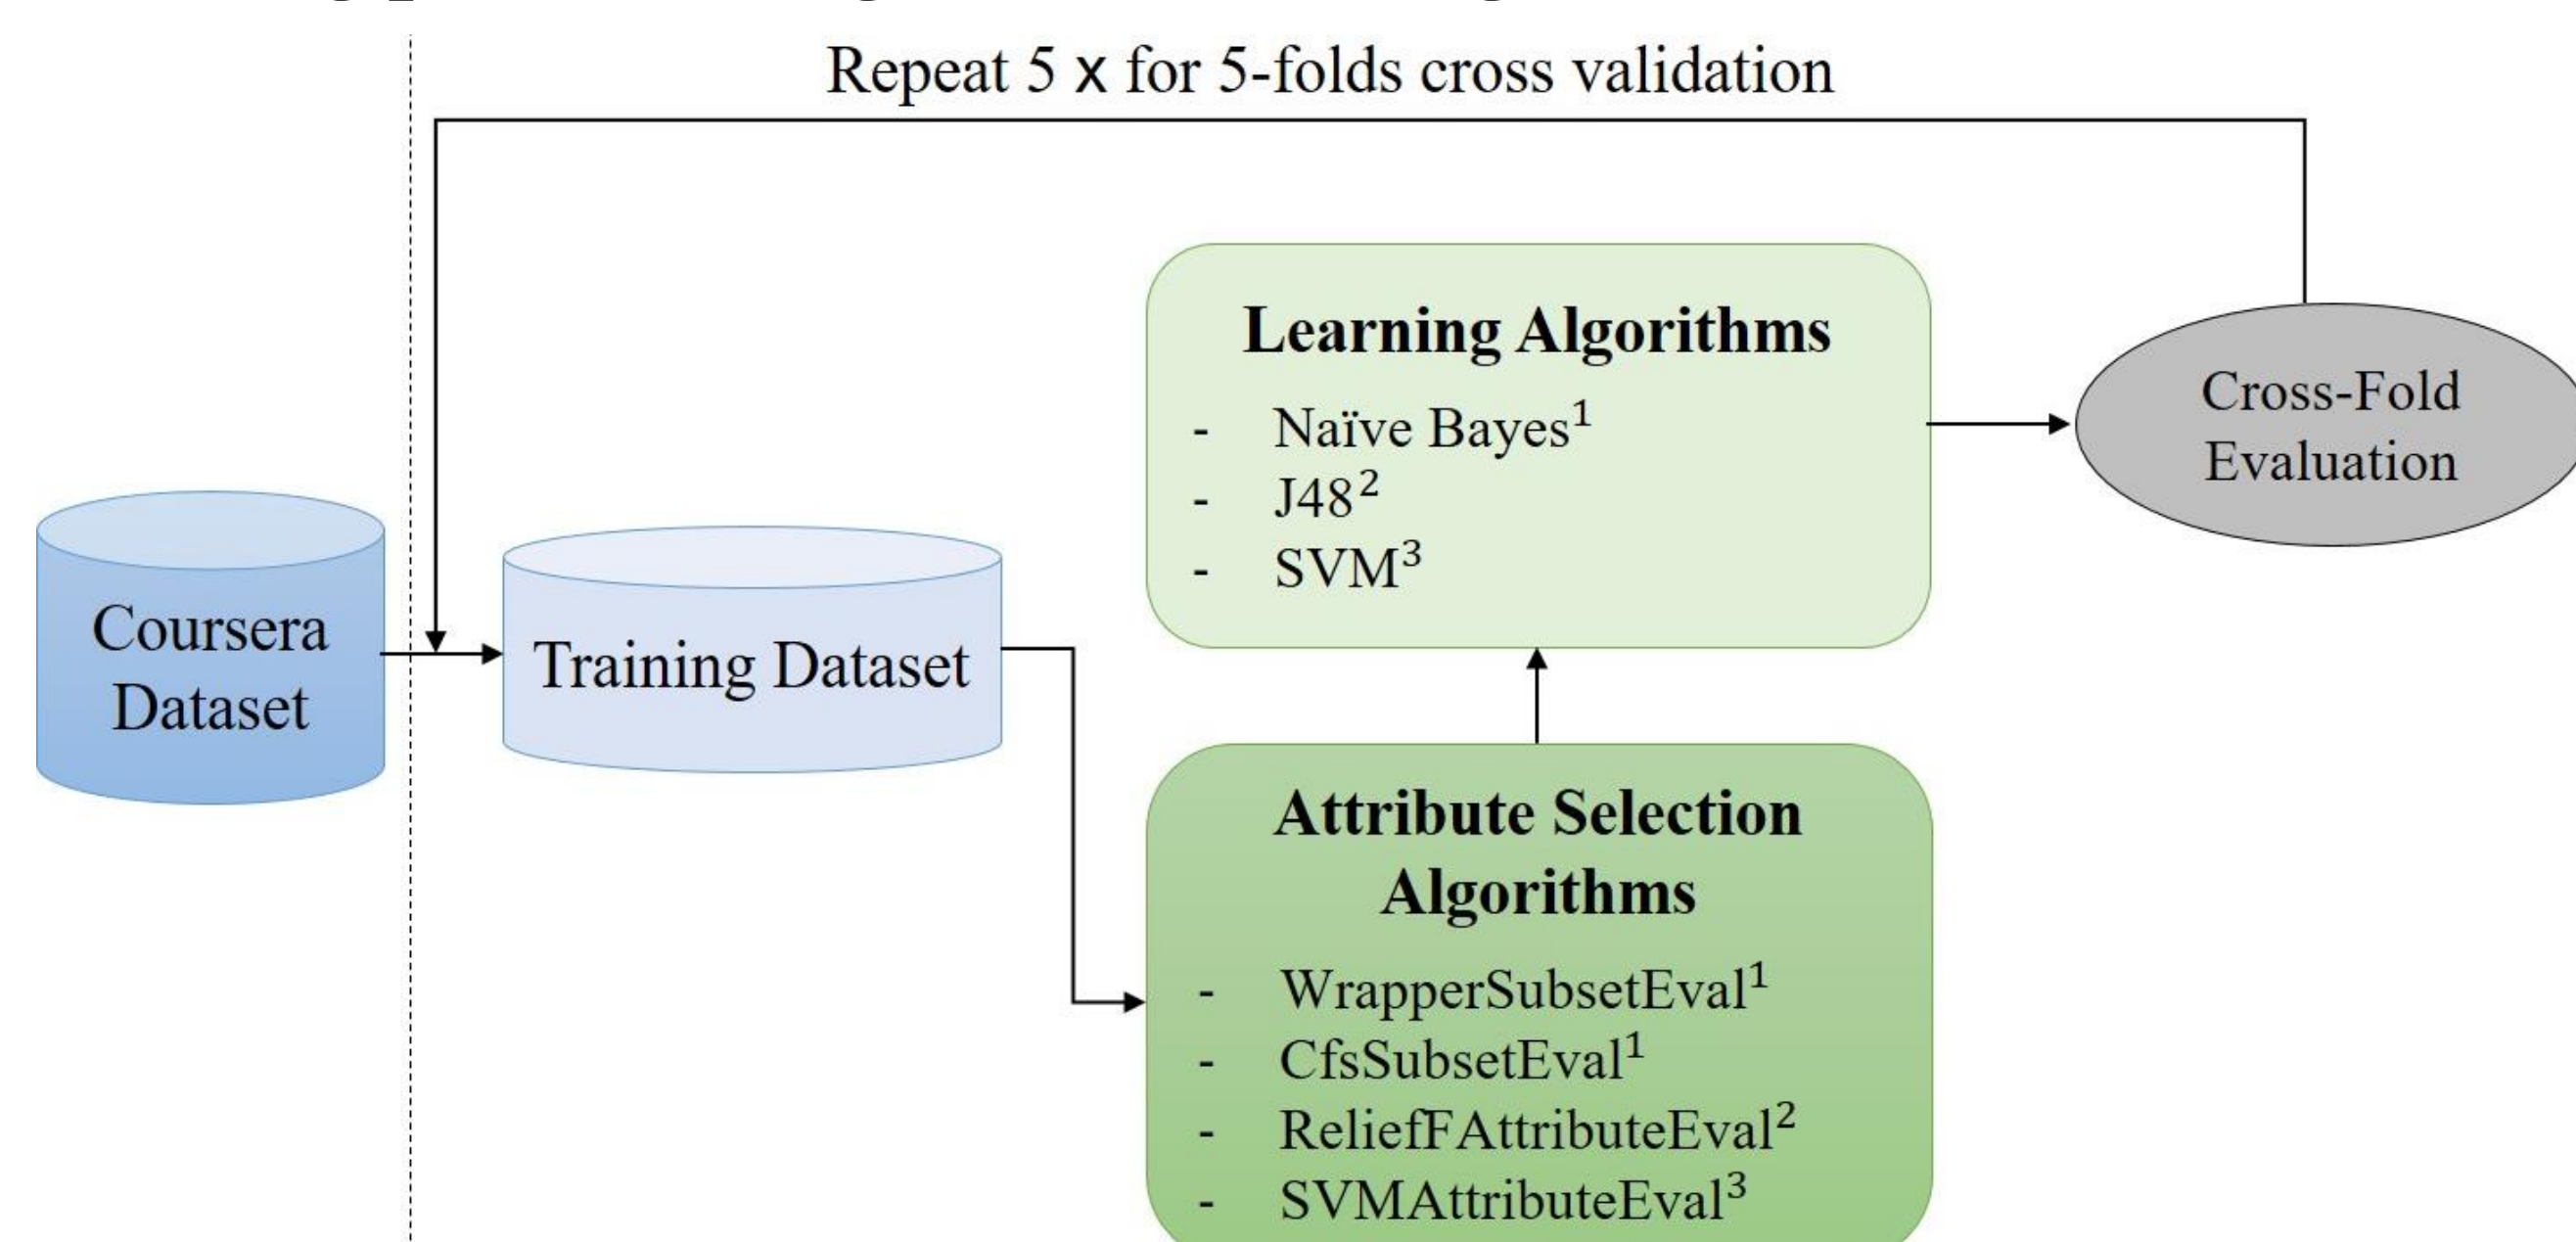 Repeat 5 x for 5-folds cross validation
Learning Algorithms
- Naïve Bayes¹
- J48²
- SVM³
Cross-Fold
Evaluation
Coursera
Dataset
Training Dataset
Attribute Selection
Algorithms
- WrapperSubsetEval¹
- CfsSubsetEval¹
- ReliefFAttributeEval²
- SVMAttributeEval³